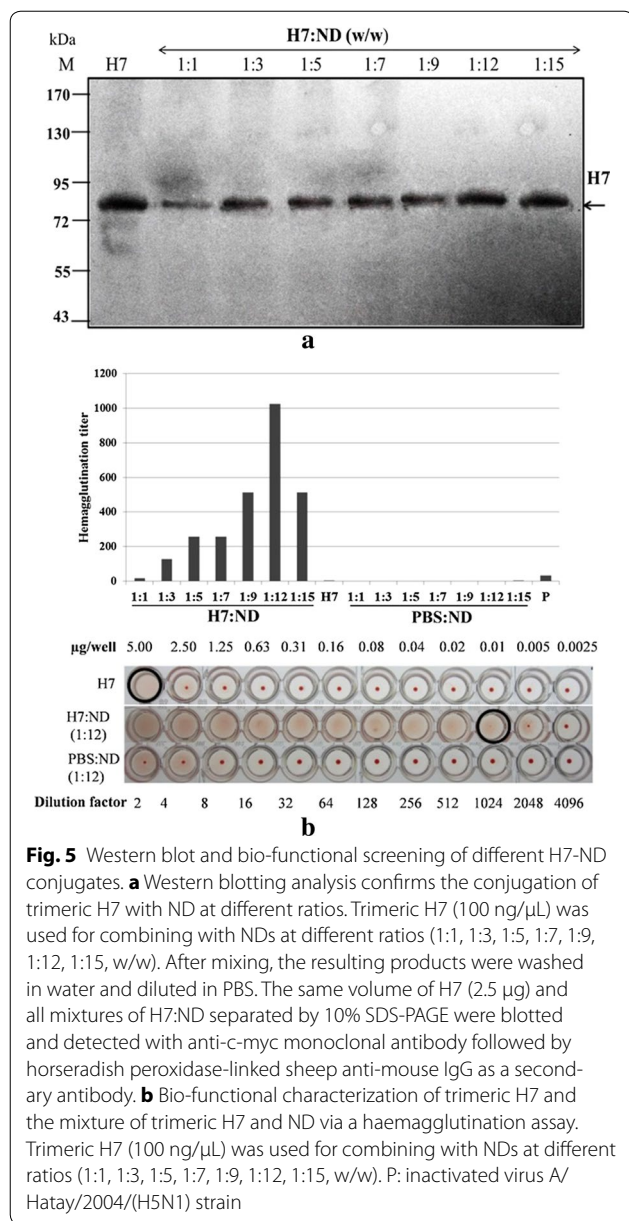 kDa
H7:ND (w/w)
M H7 1:1 1:3 1:5 1:7 1:9 1:12 1:15
170
130
95
H7
72
55
43
a
Hemagglutination titer
1200
1000
800
600
400
200
0
1:1 1:3 1:5 1:7 1:9 1:12 1:15 H7 1:1 1:3 1:5 1:7 1:9 1:12 1:15 P
H7:ND PBS:ND
µg/well 5.00 2.50 1.25 0.63 0.31 0.16 0.08 0.04 0.02 0.01 0.005 0.0025
H7
H7:ND
(1:12)
PBS:ND
(1:12)
Dilution factor 2 4 8 16 32 64 128 256 512 1024 2048 4096
b
Fig. 5 Western blot and bio-functional screening of different H7-ND
conjugates. a Western blotting analysis confirms the conjugation of
trimeric H7 with ND at different ratios. Trimeric H7 (100 ng/µL) was
used for combining with NDs at different ratios (1:1, 1:3, 1:5, 1:7, 1:9,
1:12, 1:15, w/w). After mixing, the resulting products were washed
in water and diluted in PBS. The same volume of H7 (2.5 µg) and
all mixtures of H7:ND separated by 10% SDS-PAGE were blotted
and detected with anti-c-myc monoclonal antibody followed by
horseradish peroxidase-linked sheep anti-mouse IgG as a second-
ary antibody. b Bio-functional characterization of trimeric H7 and
the mixture of trimeric H7 and ND via a haemagglutination assay.
Trimeric H7 (100 ng/µL) was used for combining with NDs at different
ratios (1:1, 1:3, 1:5, 1:7, 1:9, 1:12, 1:15, w/w). P: inactivated virus A/
Hatay/2004/(H5N1) strain